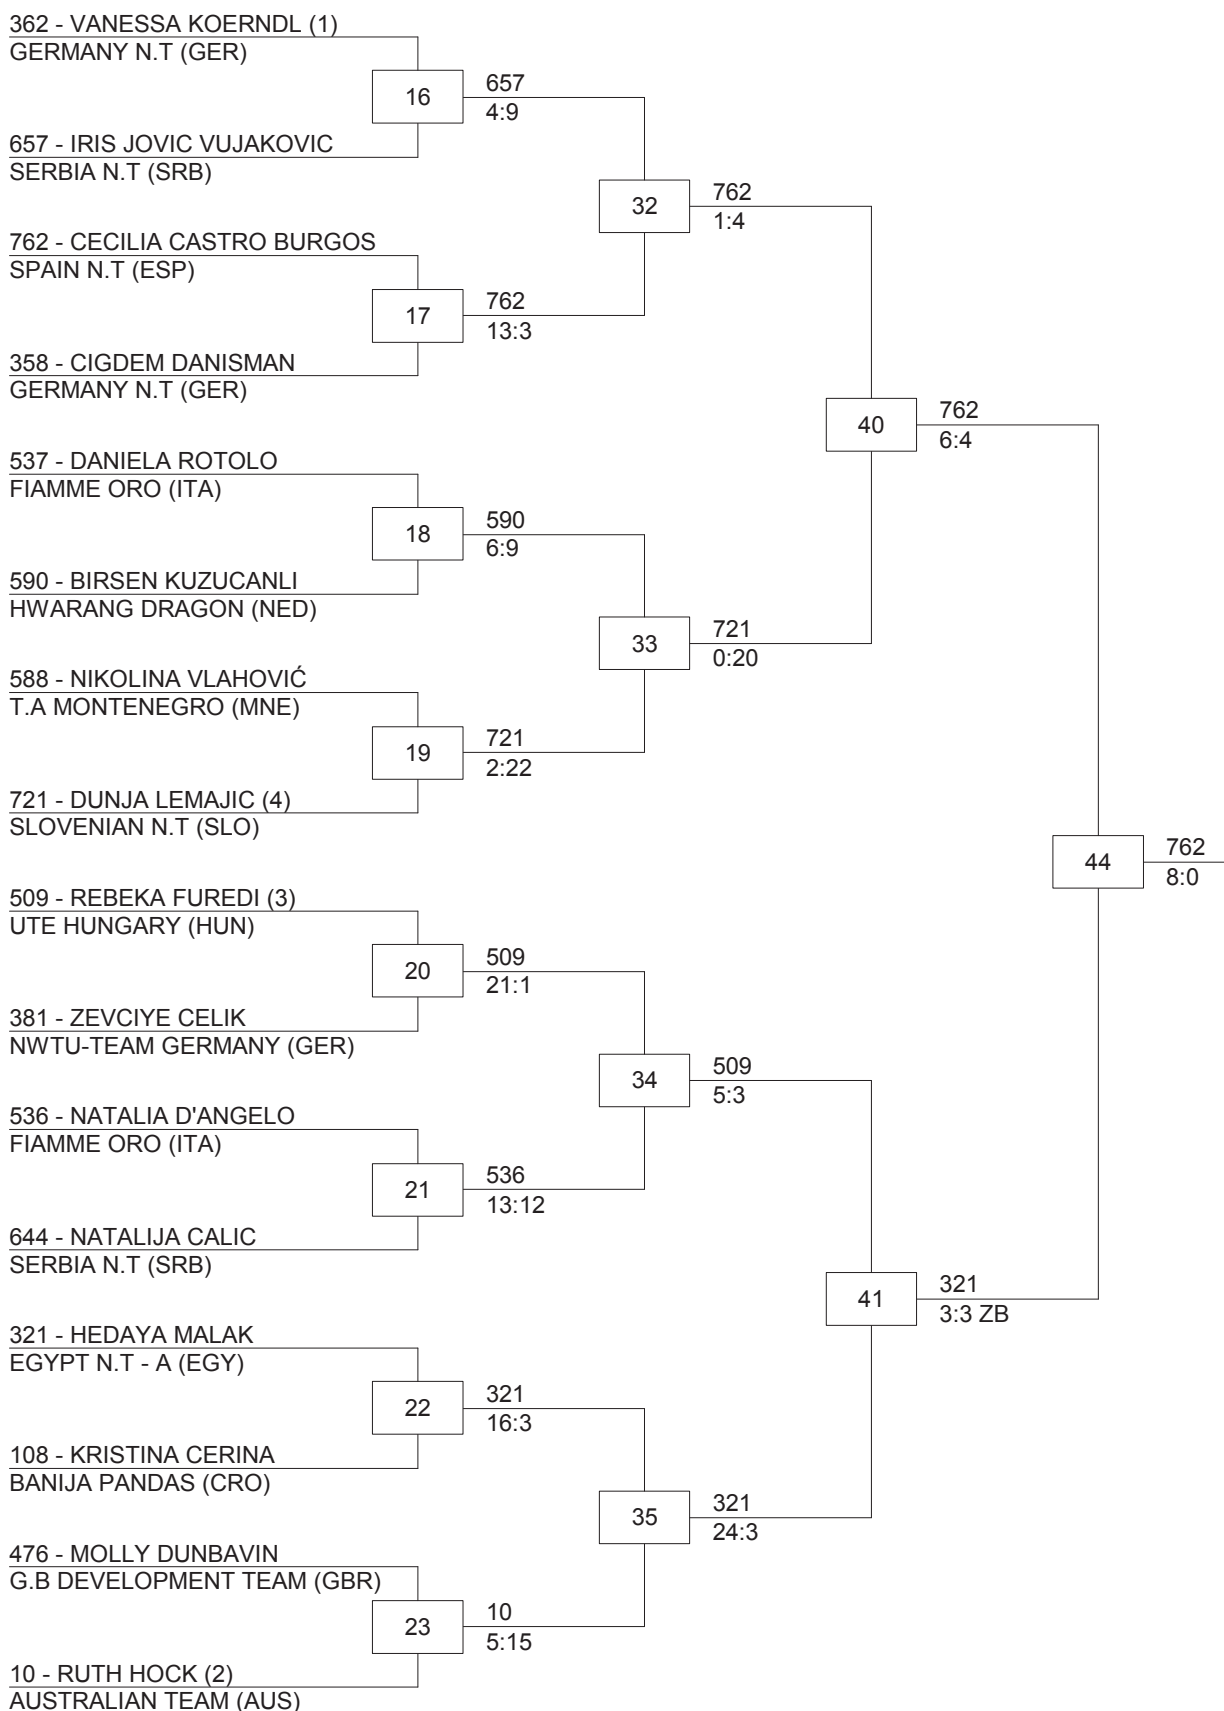 362 - VANESSA KOERNDL (1)
GERMANY N.T (GER)
16
657
4:9
657 - IRIS JOVIC VUJAKOVIC
SERBIA N.T (SRB)
32
762
1:4
762 - CECILIA CASTRO BURGOS
SPAIN N.T (ESP)
17
762
13:3
358 - CIGDEM DANISMAN
GERMANY N.T (GER)
40
762
6:4
537 - DANIELA ROTOLO
FIAMME ORO (ITA)
18
590
6:9
590 - BIRSEN KUZUCANLI
HWARANG DRAGON (NED)
33
721
0:20
588 - NIKOLINA VLAHOVIĆ
T.A MONTENEGRO (MNE)
19
721
2:22
721 - DUNJA LEMAJIC (4)
SLOVENIAN N.T (SLO)
44
762
8:0
509 - REBEKA FUREDI (3)
UTE HUNGARY (HUN)
20
509
21:1
381 - ZEVCIYE CELIK
NWTU-TEAM GERMANY (GER)
34
509
5:3
536 - NATALIA D'ANGELO
FIAMME ORO (ITA)
21
536
13:12
644 - NATALIJA CALIC
SERBIA N.T (SRB)
41
321
3:3 ZB
321 - HEDAYA MALAK
EGYPT N.T - A (EGY)
22
321
16:3
108 - KRISTINA CERINA
BANIJA PANDAS (CRO)
35
321
24:3
476 - MOLLY DUNBAVIN
G.B DEVELOPMENT TEAM (GBR)
23
10
5:15
10 - RUTH HOCK (2)
AUSTRALIAN TEAM (AUS)